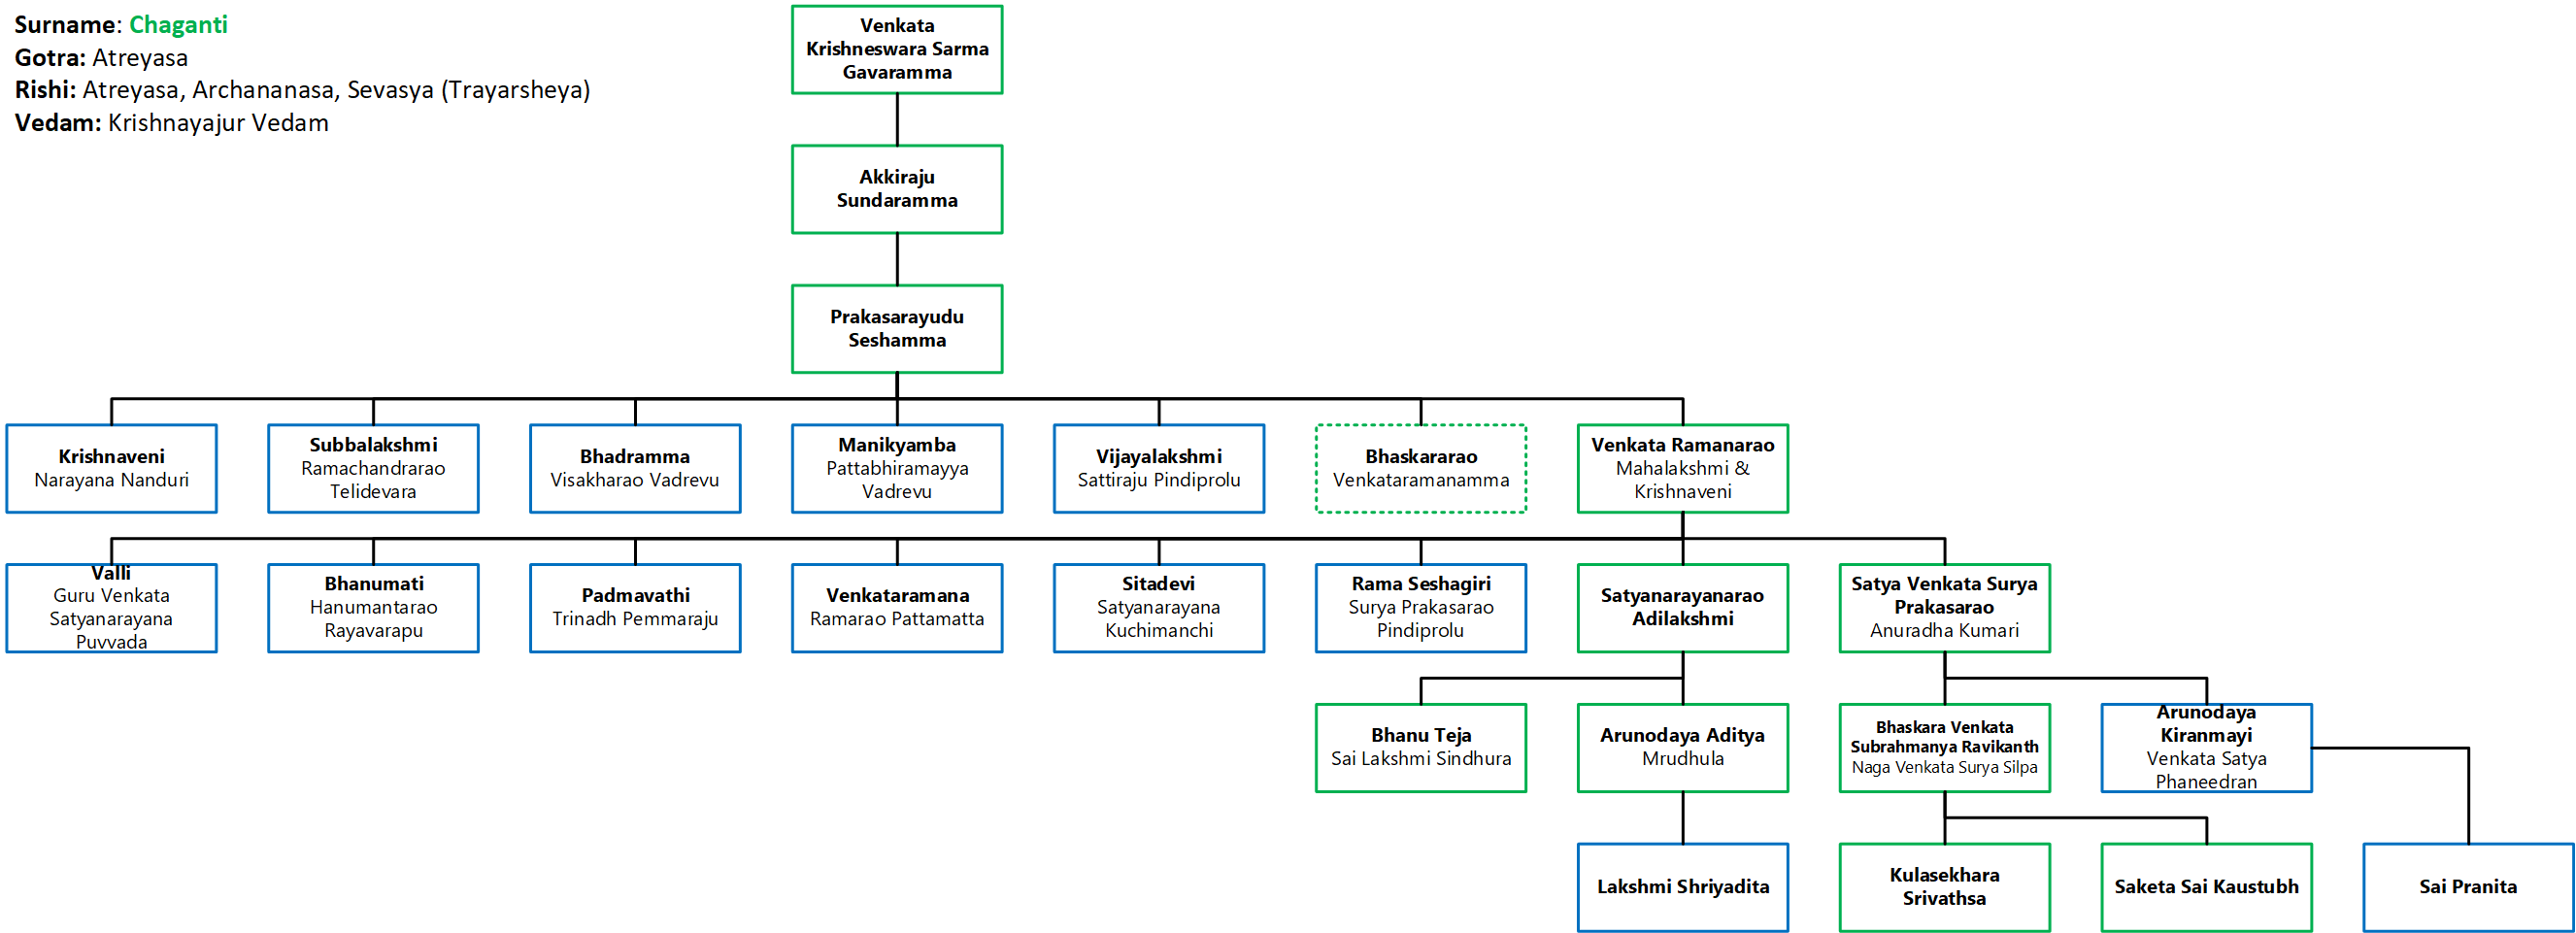 Surname: Chaganti
Gotra: Atreyasa
Rishi: Atreyasa, Archananasa, Sevasya (Trayarsheya)
Vedam: Krishnayajur Vedam
Venkata
Krishneswara Sarma
Gavaramma
Akkiraju
Sundaramma
Prakasarayudu
Seshamma
Krishnaveni
Narayana Nanduri
Subbalakshmi
Ramachandrarao
Telidevara
Bhadramma
Visakharao Vadrevu
Manikyamba
Pattabhiramayya
Vadrevu
Vijayalakshmi
Sattiraju Pindiprolu
Bhaskararao
Venkataramanamma
Venkata Ramanarao
Mahalakshmi &
Krishnaveni
Valli
Guru Venkata
Satyanarayana
Puvvada
Bhanumati
Hanumantarao
Rayavarapu
Padmavathi
Trinadh Pemmaraju
Venkataramana
Ramarao Pattamatta
Sitadevi
Satyanarayana
Kuchimanchi
Rama Seshagiri
Surya Prakasarao
Pindiprolu
Satyanarayanarao
Adilakshmi
Satya Venkata Surya
Prakasarao
Anuradha Kumari
Bhanu Teja
Sai Lakshmi Sindhura
Arunodaya Aditya
Mrudhula
Bhaskara Venkata
Subrahmanya Ravikanth
Naga Venkata Surya Silpa
Arunodaya
Kiranmayi
Venkata Satya
Phaneedran
Lakshmi Shriyadita
Kulasekhara
Srivathsa
Saketa Sai Kaustubh
Sai Pranita